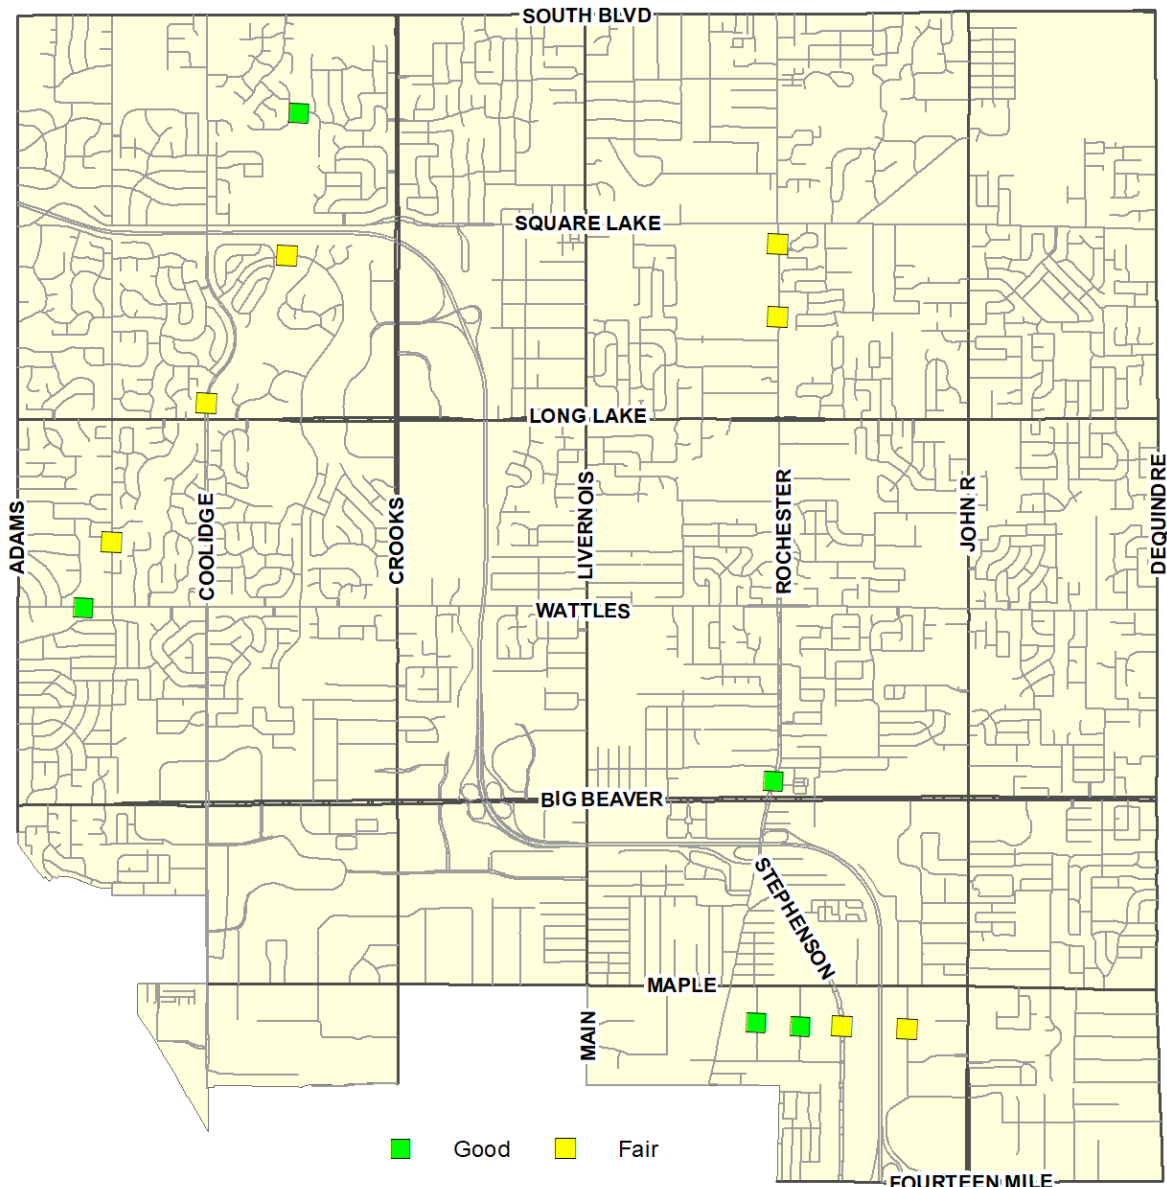 SOUTH BLVD
SQUARE LAKE
LONG LAKE
ADAMS
COOLIDGE
CROOKS
LIVERNOIS
ROCHESTER
JOHN R
DEQUINDRE
WATTLES
BIG BEAVER
STEPHENSON
MAPLE
MAIN
Good Fair
FOURTEEN MILE